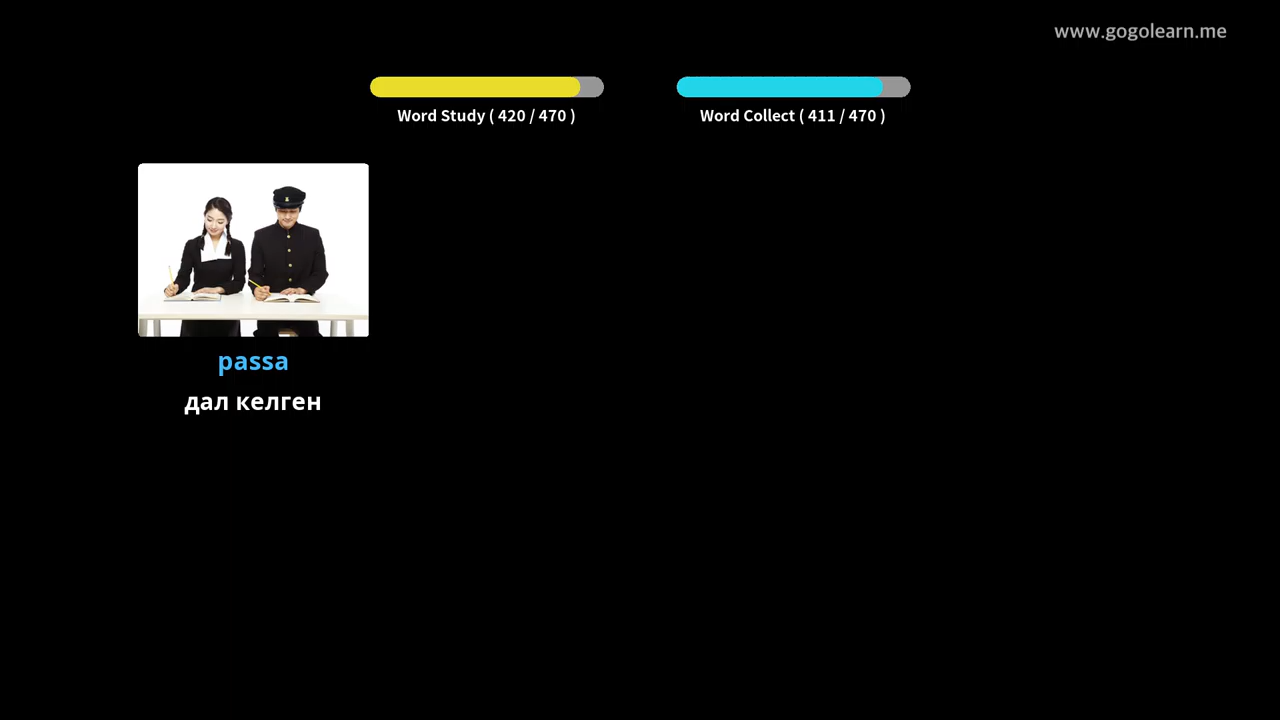 www.gogolearn.me
Word Study ( 420 / 470 )
Word Collect ( 411 / 470 )
passa
дал келген